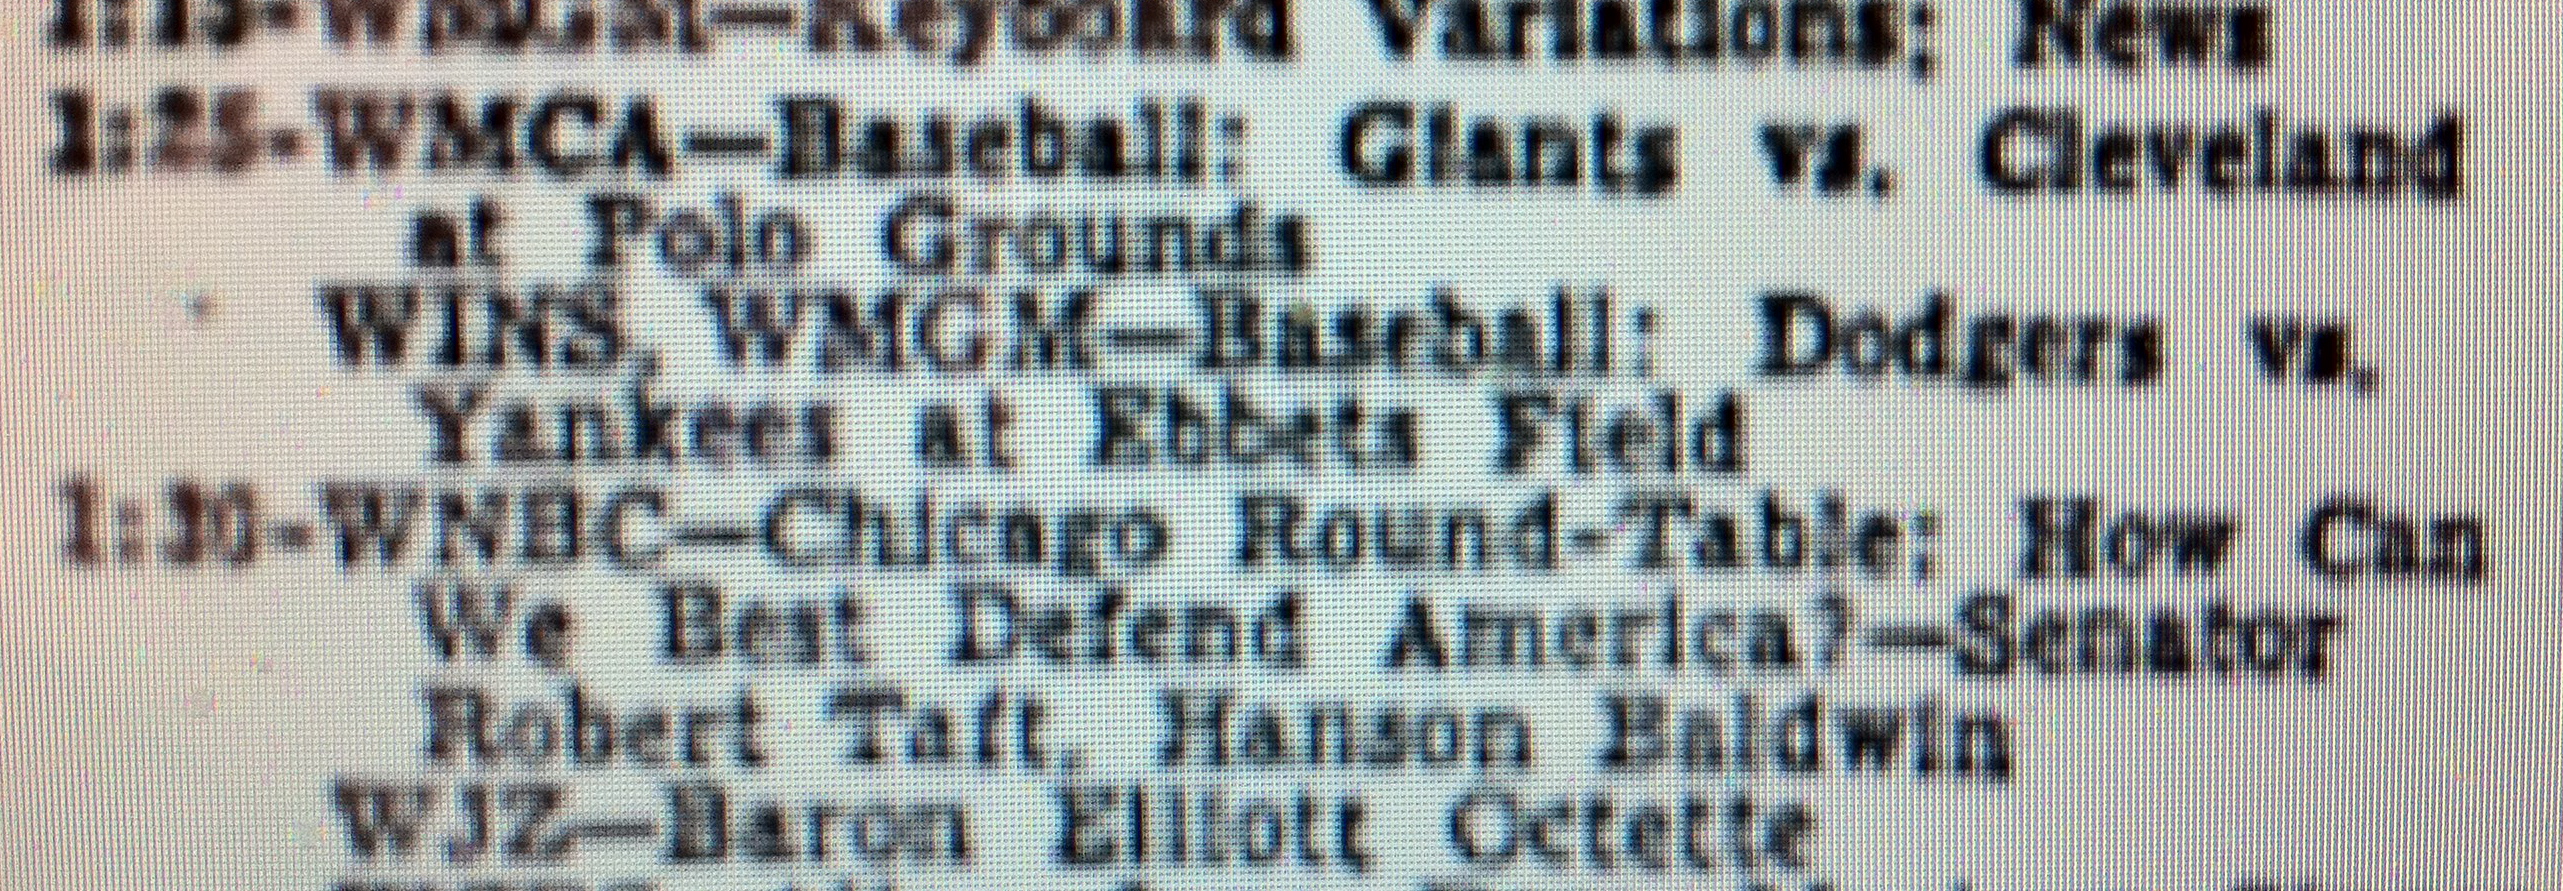 Keyboard Variations; News
1:25-WMCA—Baseball: Giants vs. Cleveland
at Polo Grounds
WINS, WMGM—Baseball: Dodgers vs.
Yankees at Ebbets Field
1:30-WNBC—Chicago Round-Table; How Can
We Best Defend America?—Senator
Robert Taft, Hanson Baldwin
WJZ—Baron Elliott Octette